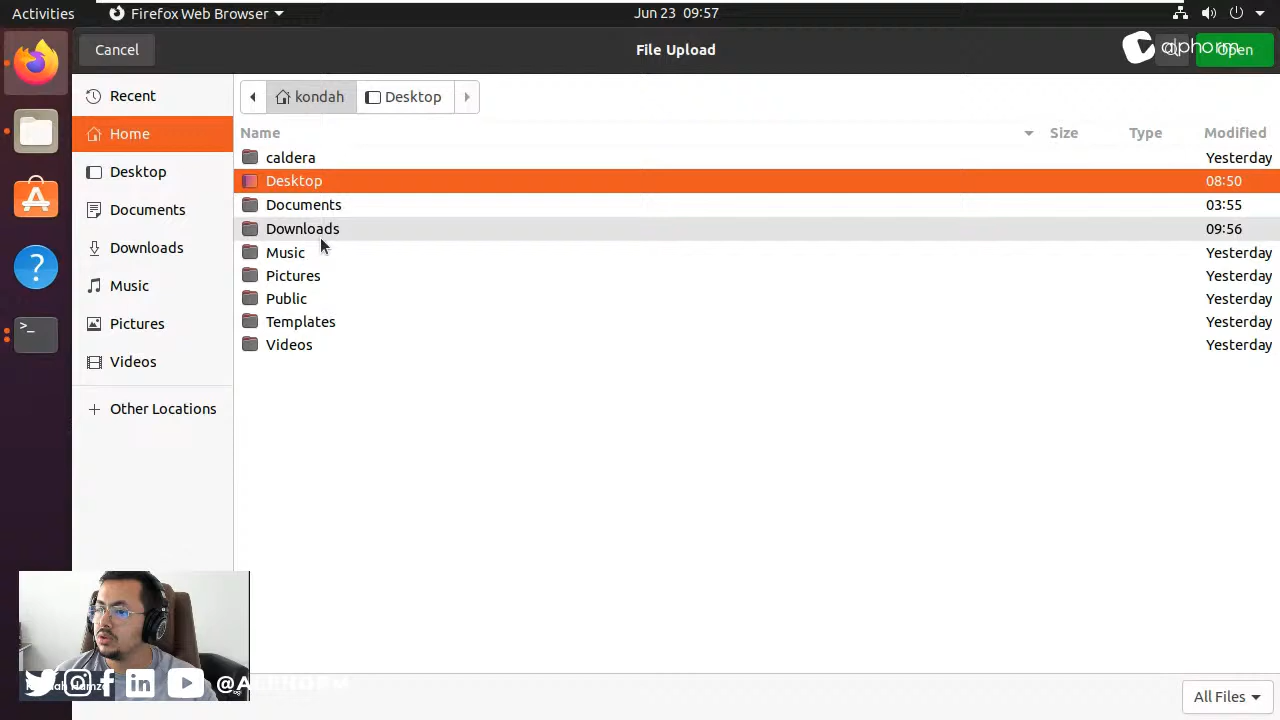 Activities Firefox Web Browser Jun 23 09:57
Cancel File Upload alphorm Open
Recent
Home
Desktop
Documents
Downloads
Music
Pictures
Videos
Other Locations
kondah Desktop
Name Size Type Modified
caldera Yesterday
Desktop 08:50
Documents 03:55
Downloads 09:56
Music Yesterday
Pictures Yesterday
Public Yesterday
Templates Yesterday
Videos Yesterday
All Files